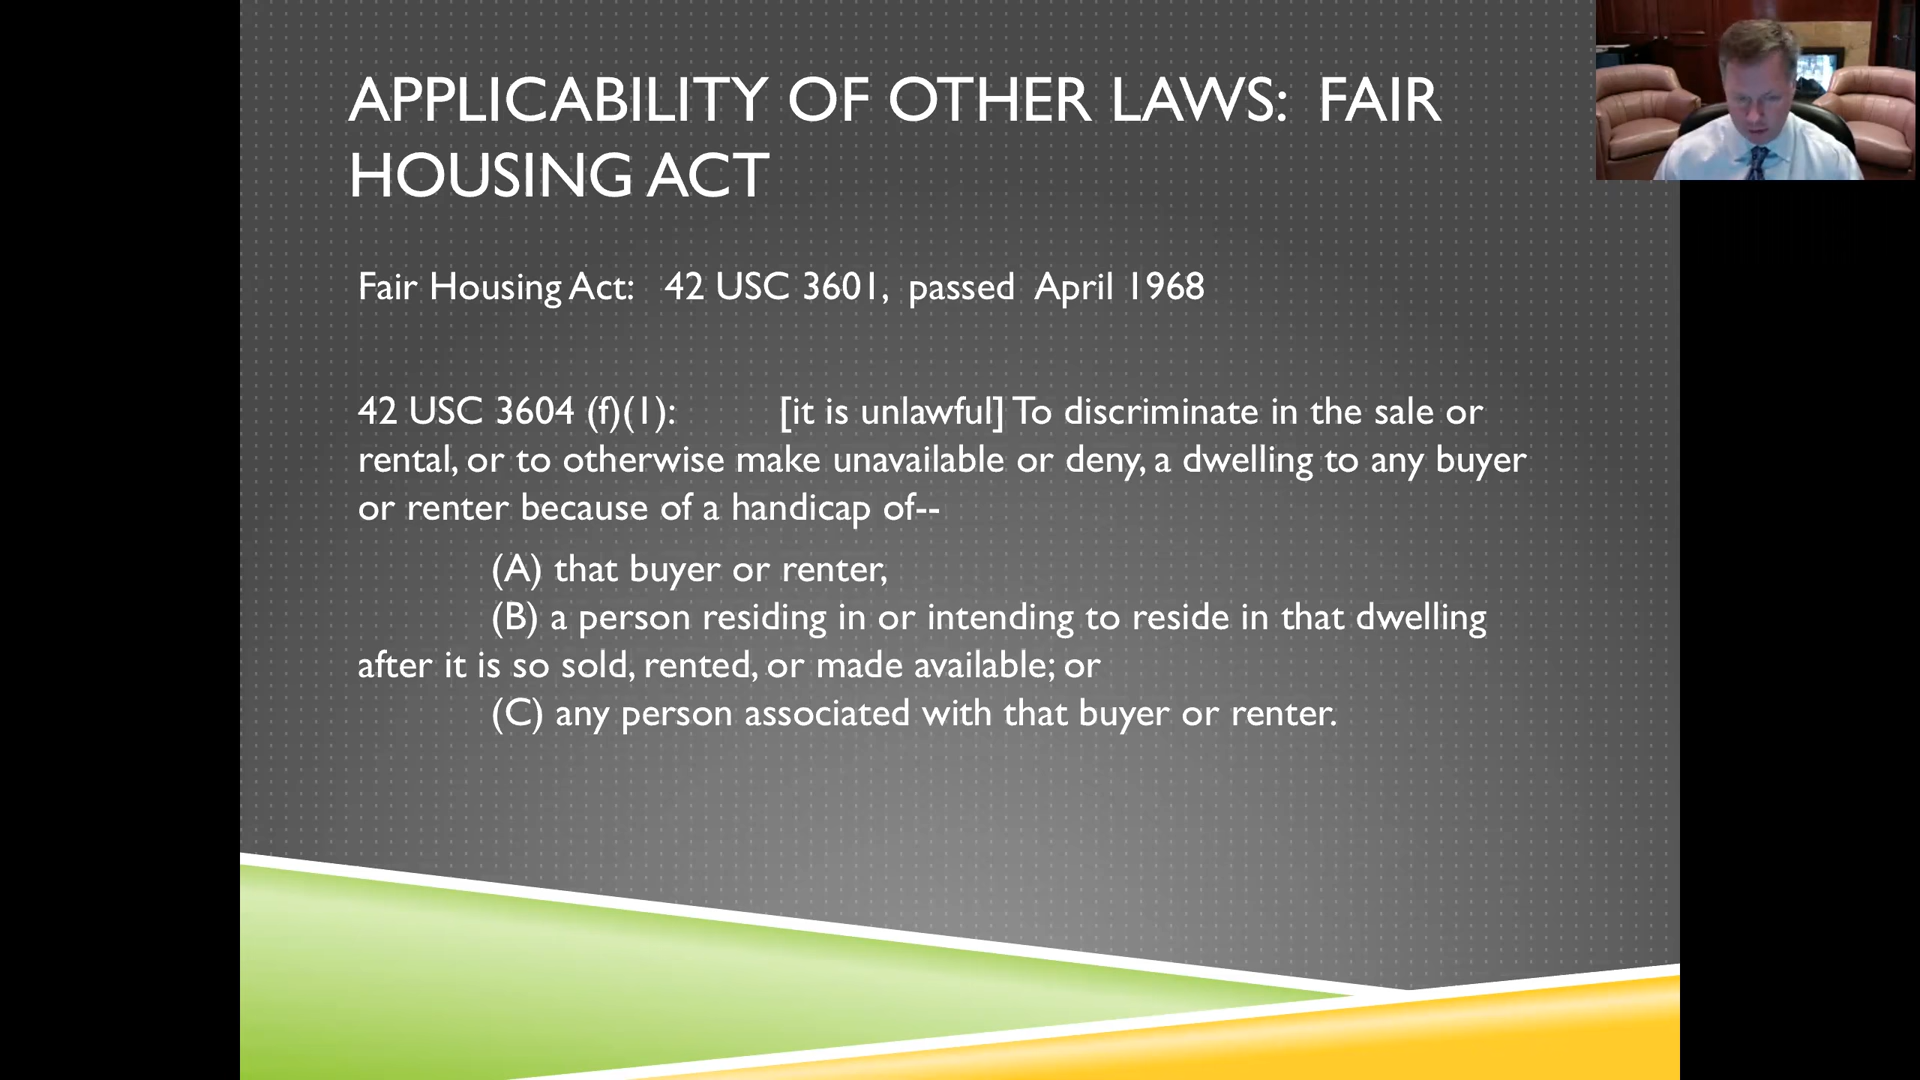 APPLICABILITY OF OTHER LAWS: FAIR
HOUSING ACT
Fair Housing Act: 42 USC 3601, passed April 1968
42 USC 3604 (f)(1): [it is unlawful] To discriminate in the sale or
rental, or to otherwise make unavailable or deny, a dwelling to any buyer
or renter because of a handicap of--
(A) that buyer or renter,
(B) a person residing in or intending to reside in that dwelling
after it is so sold, rented, or made available; or
(C) any person associated with that buyer or renter.